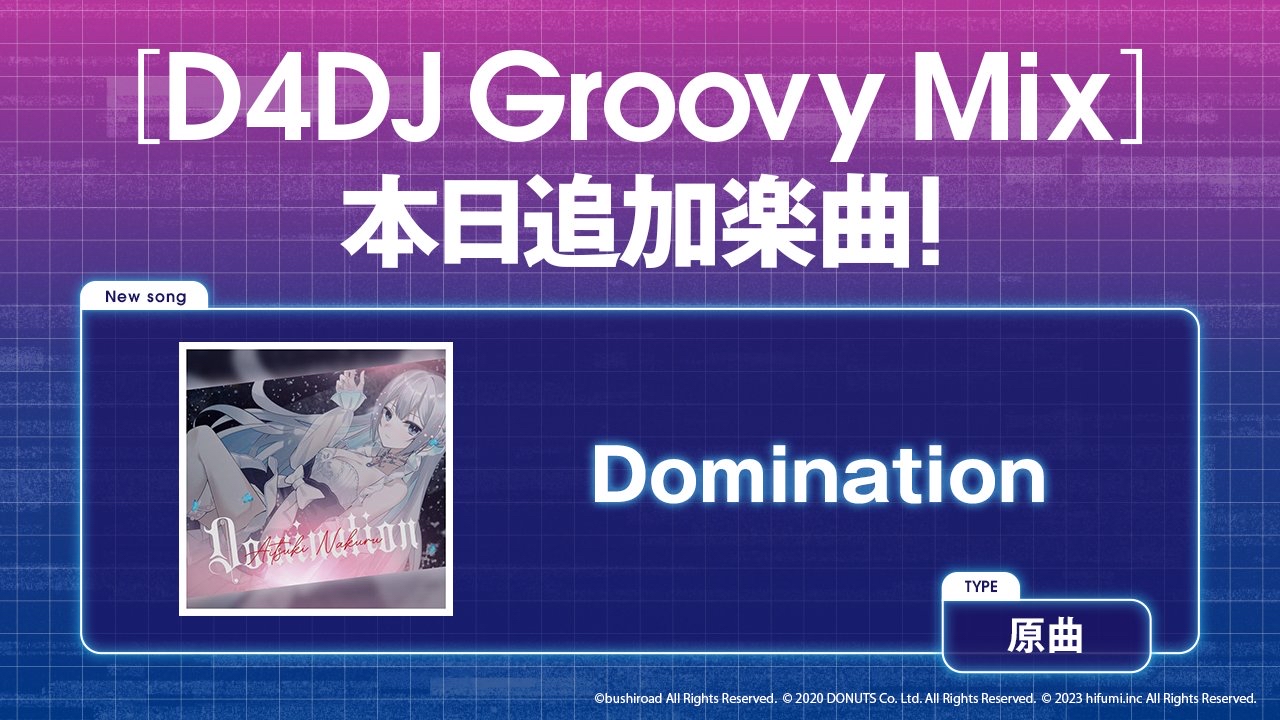 [D4DJ Groovy Mix]
本日追加楽曲!
New song
Domination
Atsuki Nakuru
Domination
TYPE
原曲
©bushiroad All Rights Reserved. © 2020 DONUTS Co. Ltd. All Rights Reserved. © 2023 hifumi.inc All Rights Reserved.